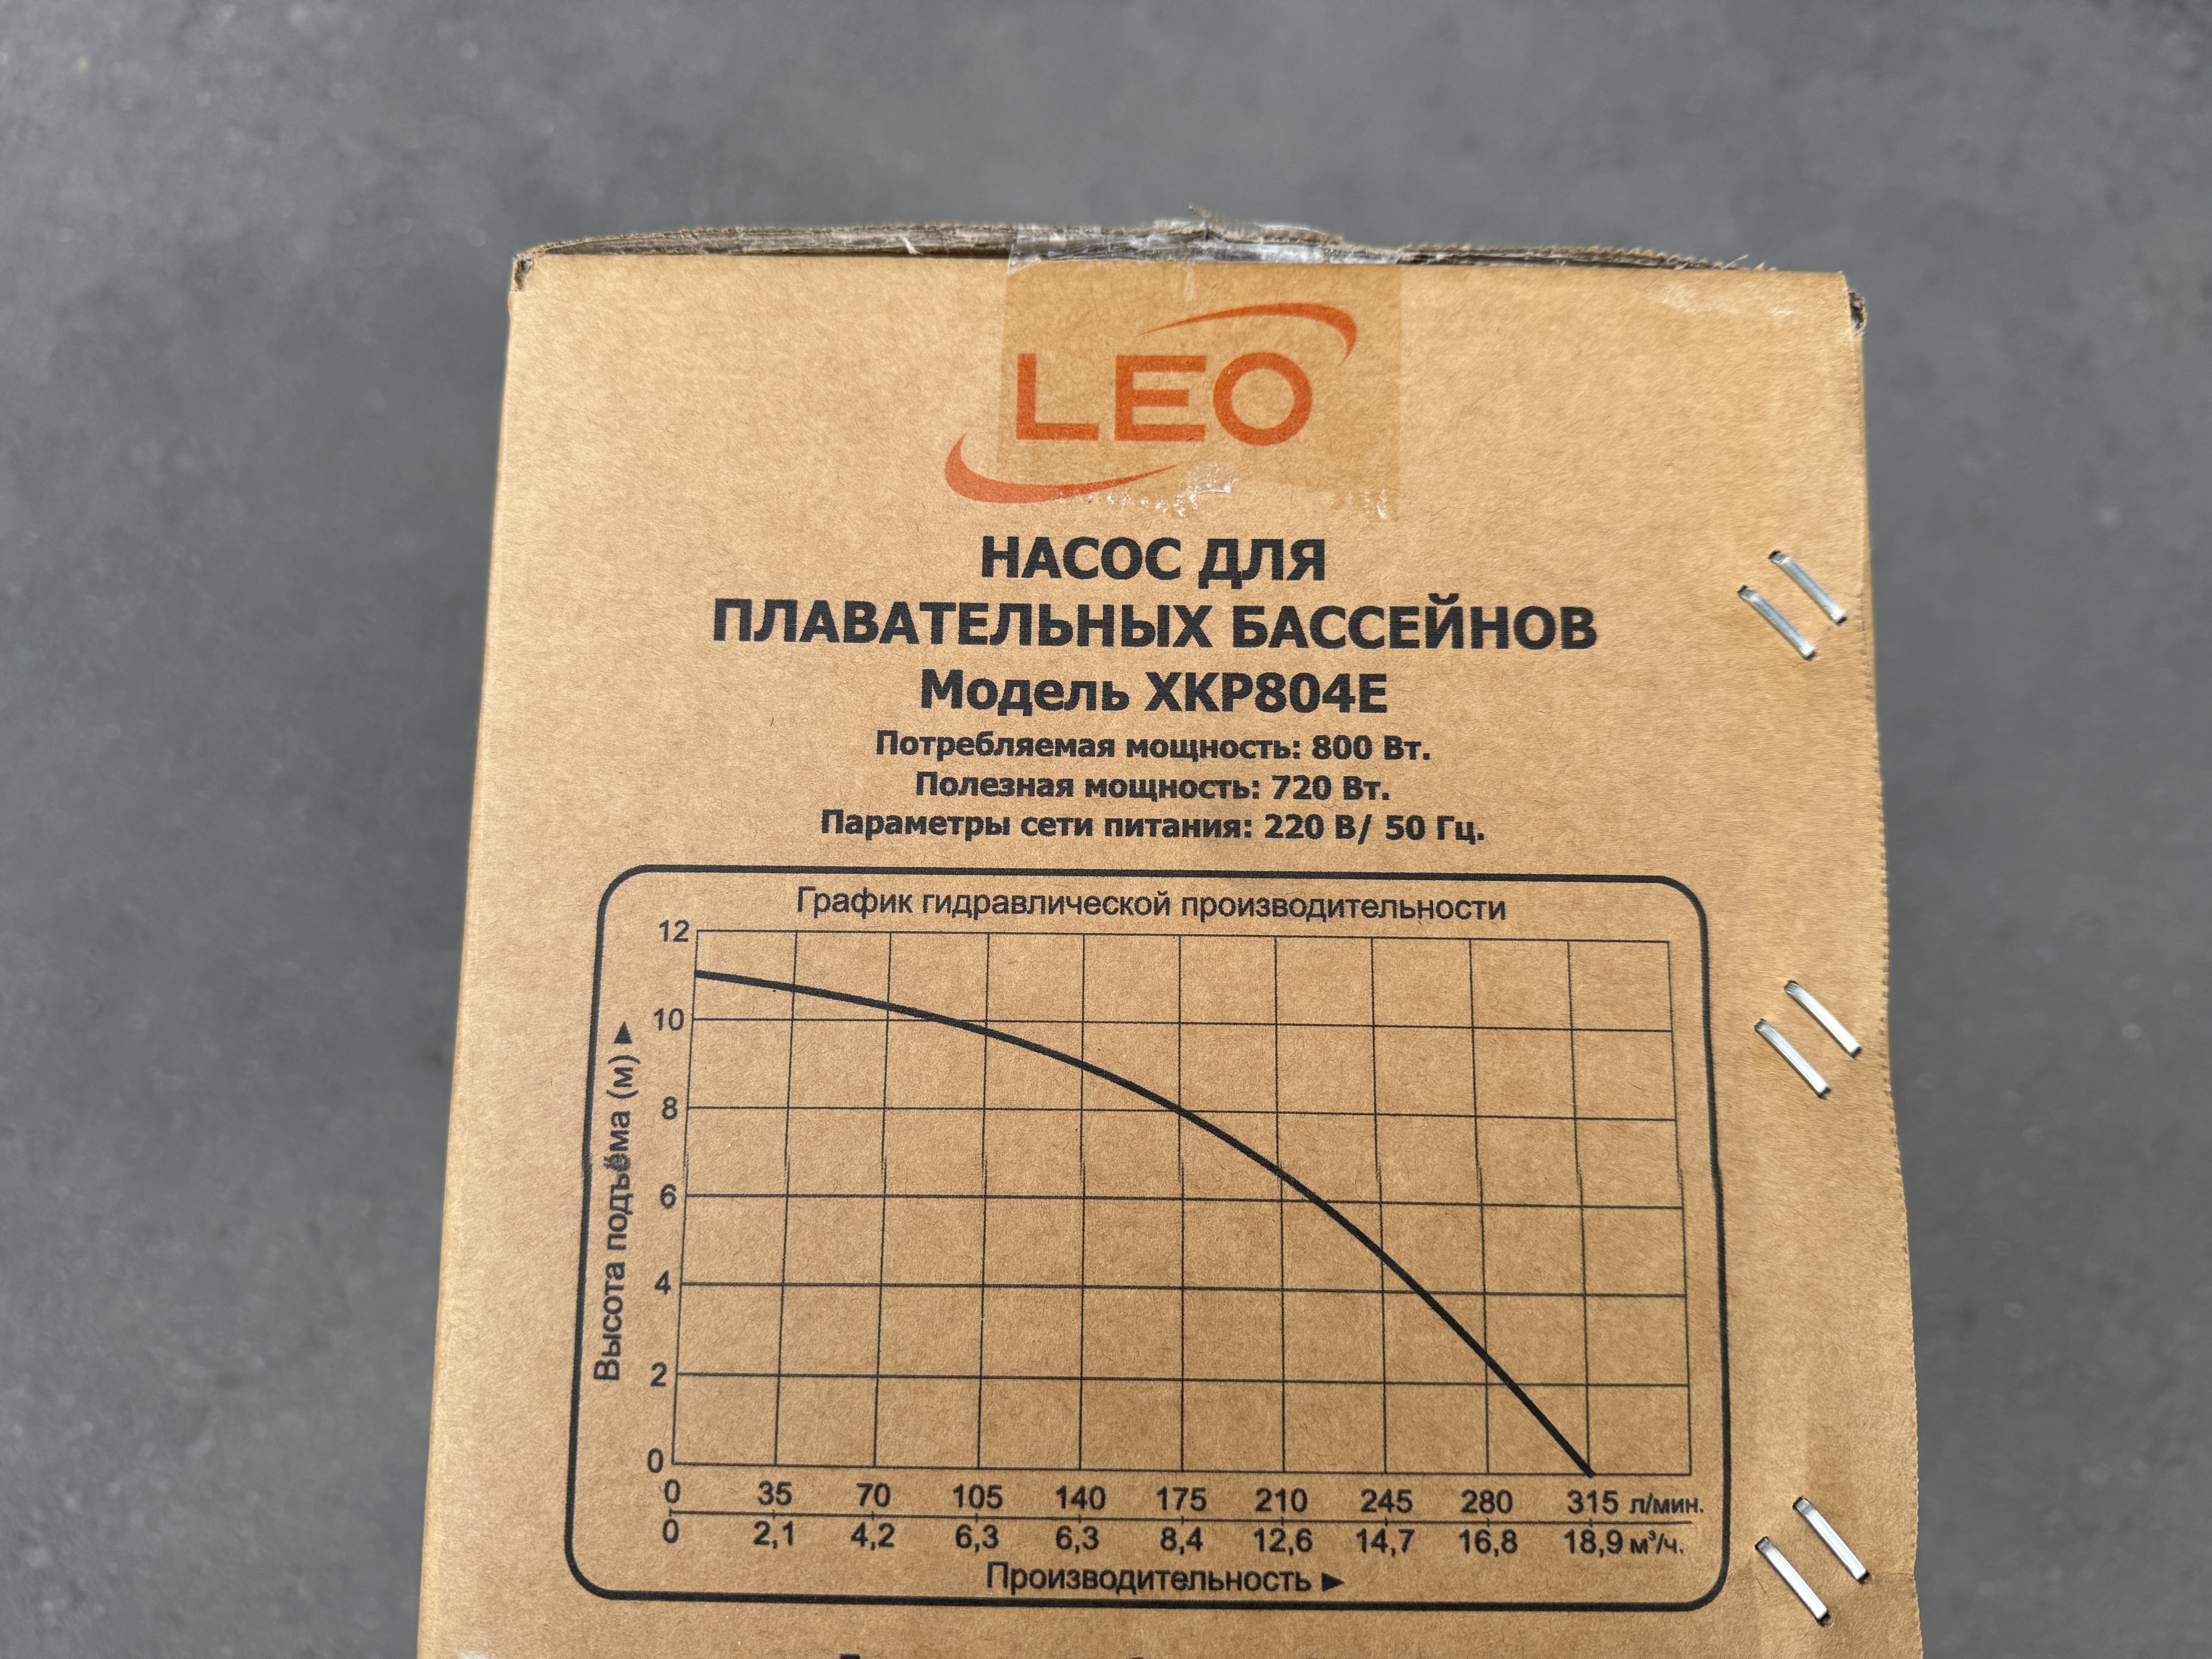 LEO
НАСОС ДЛЯ
ПЛАВАТЕЛЬНЫХ БАССЕЙНОВ
Модель XKP804E
Потребляемая мощность: 800 Вт.
Полезная мощность: 720 Вт.
Параметры сети питания: 220 В/ 50 Гц.
График гидравлической производительности
Высота подъёма (м) ►
12
10
8
6
4
2
0
0 35 70 105 140 175 210 245 280 315 л/мин.
0 2,1 4,2 6,3 6,3 8,4 12,6 14,7 16,8 18,9 м³/ч.
Производительность ►